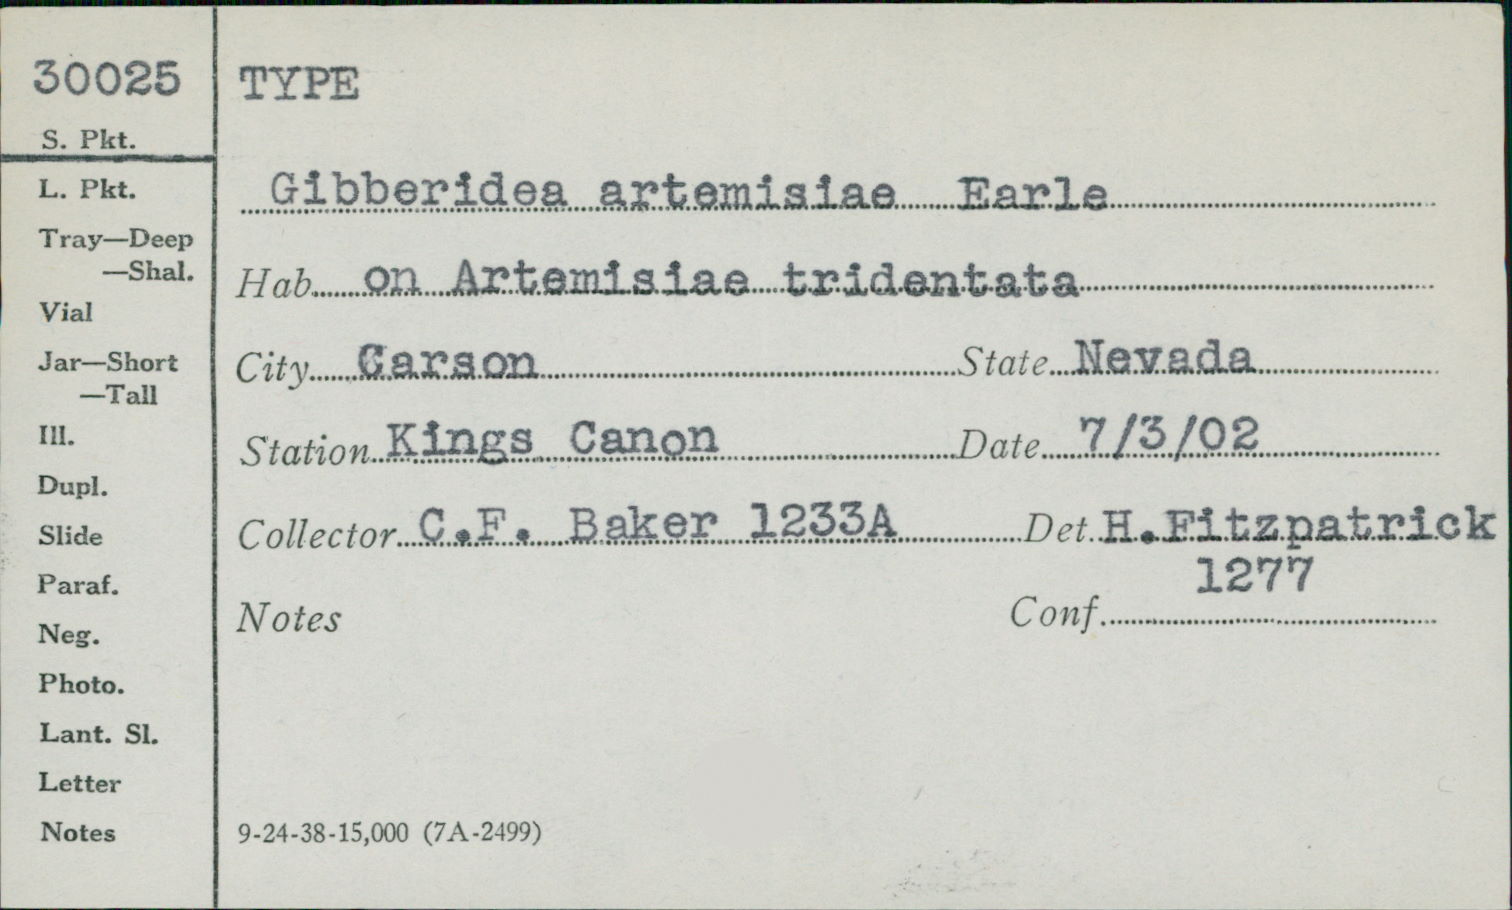 30025
S. Pkt.
L. Pkt.
Tray—Deep
—Shal.
Vial
Jar—Short
—Tall
Ill.
Dupl.
Slide
Paraf.
Neg.
Photo.
Lant. Sl.
Letter
Notes
TYPE
Gibberidea artemisiae Earle
Hab. on Artemisiae tridentata
City Carson State Nevada
Station Kings Canon Date 7/3/02
Collector C.F. Baker 1233A Det. H.Fitzpatrick
1277
Notes Conf.
9-24-38-15,000 (7A-2499)